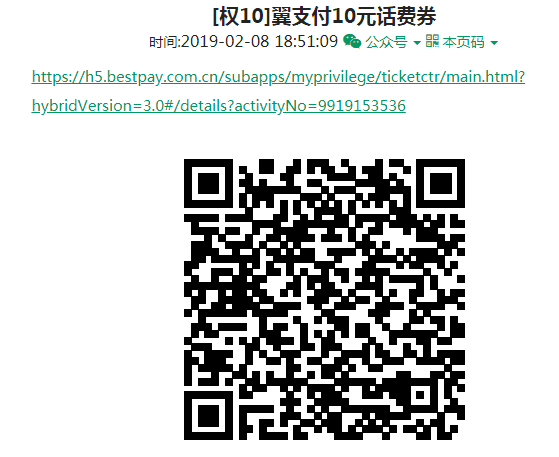 [权10]翼支付10元话费券
时间:2019-02-08 18:51:09 公众号 本页码
https://h5.bestpay.com.cn/subapps/myprivilege/ticketctr/main.html?
hybridVersion=3.0#/details?activityNo=9919153536